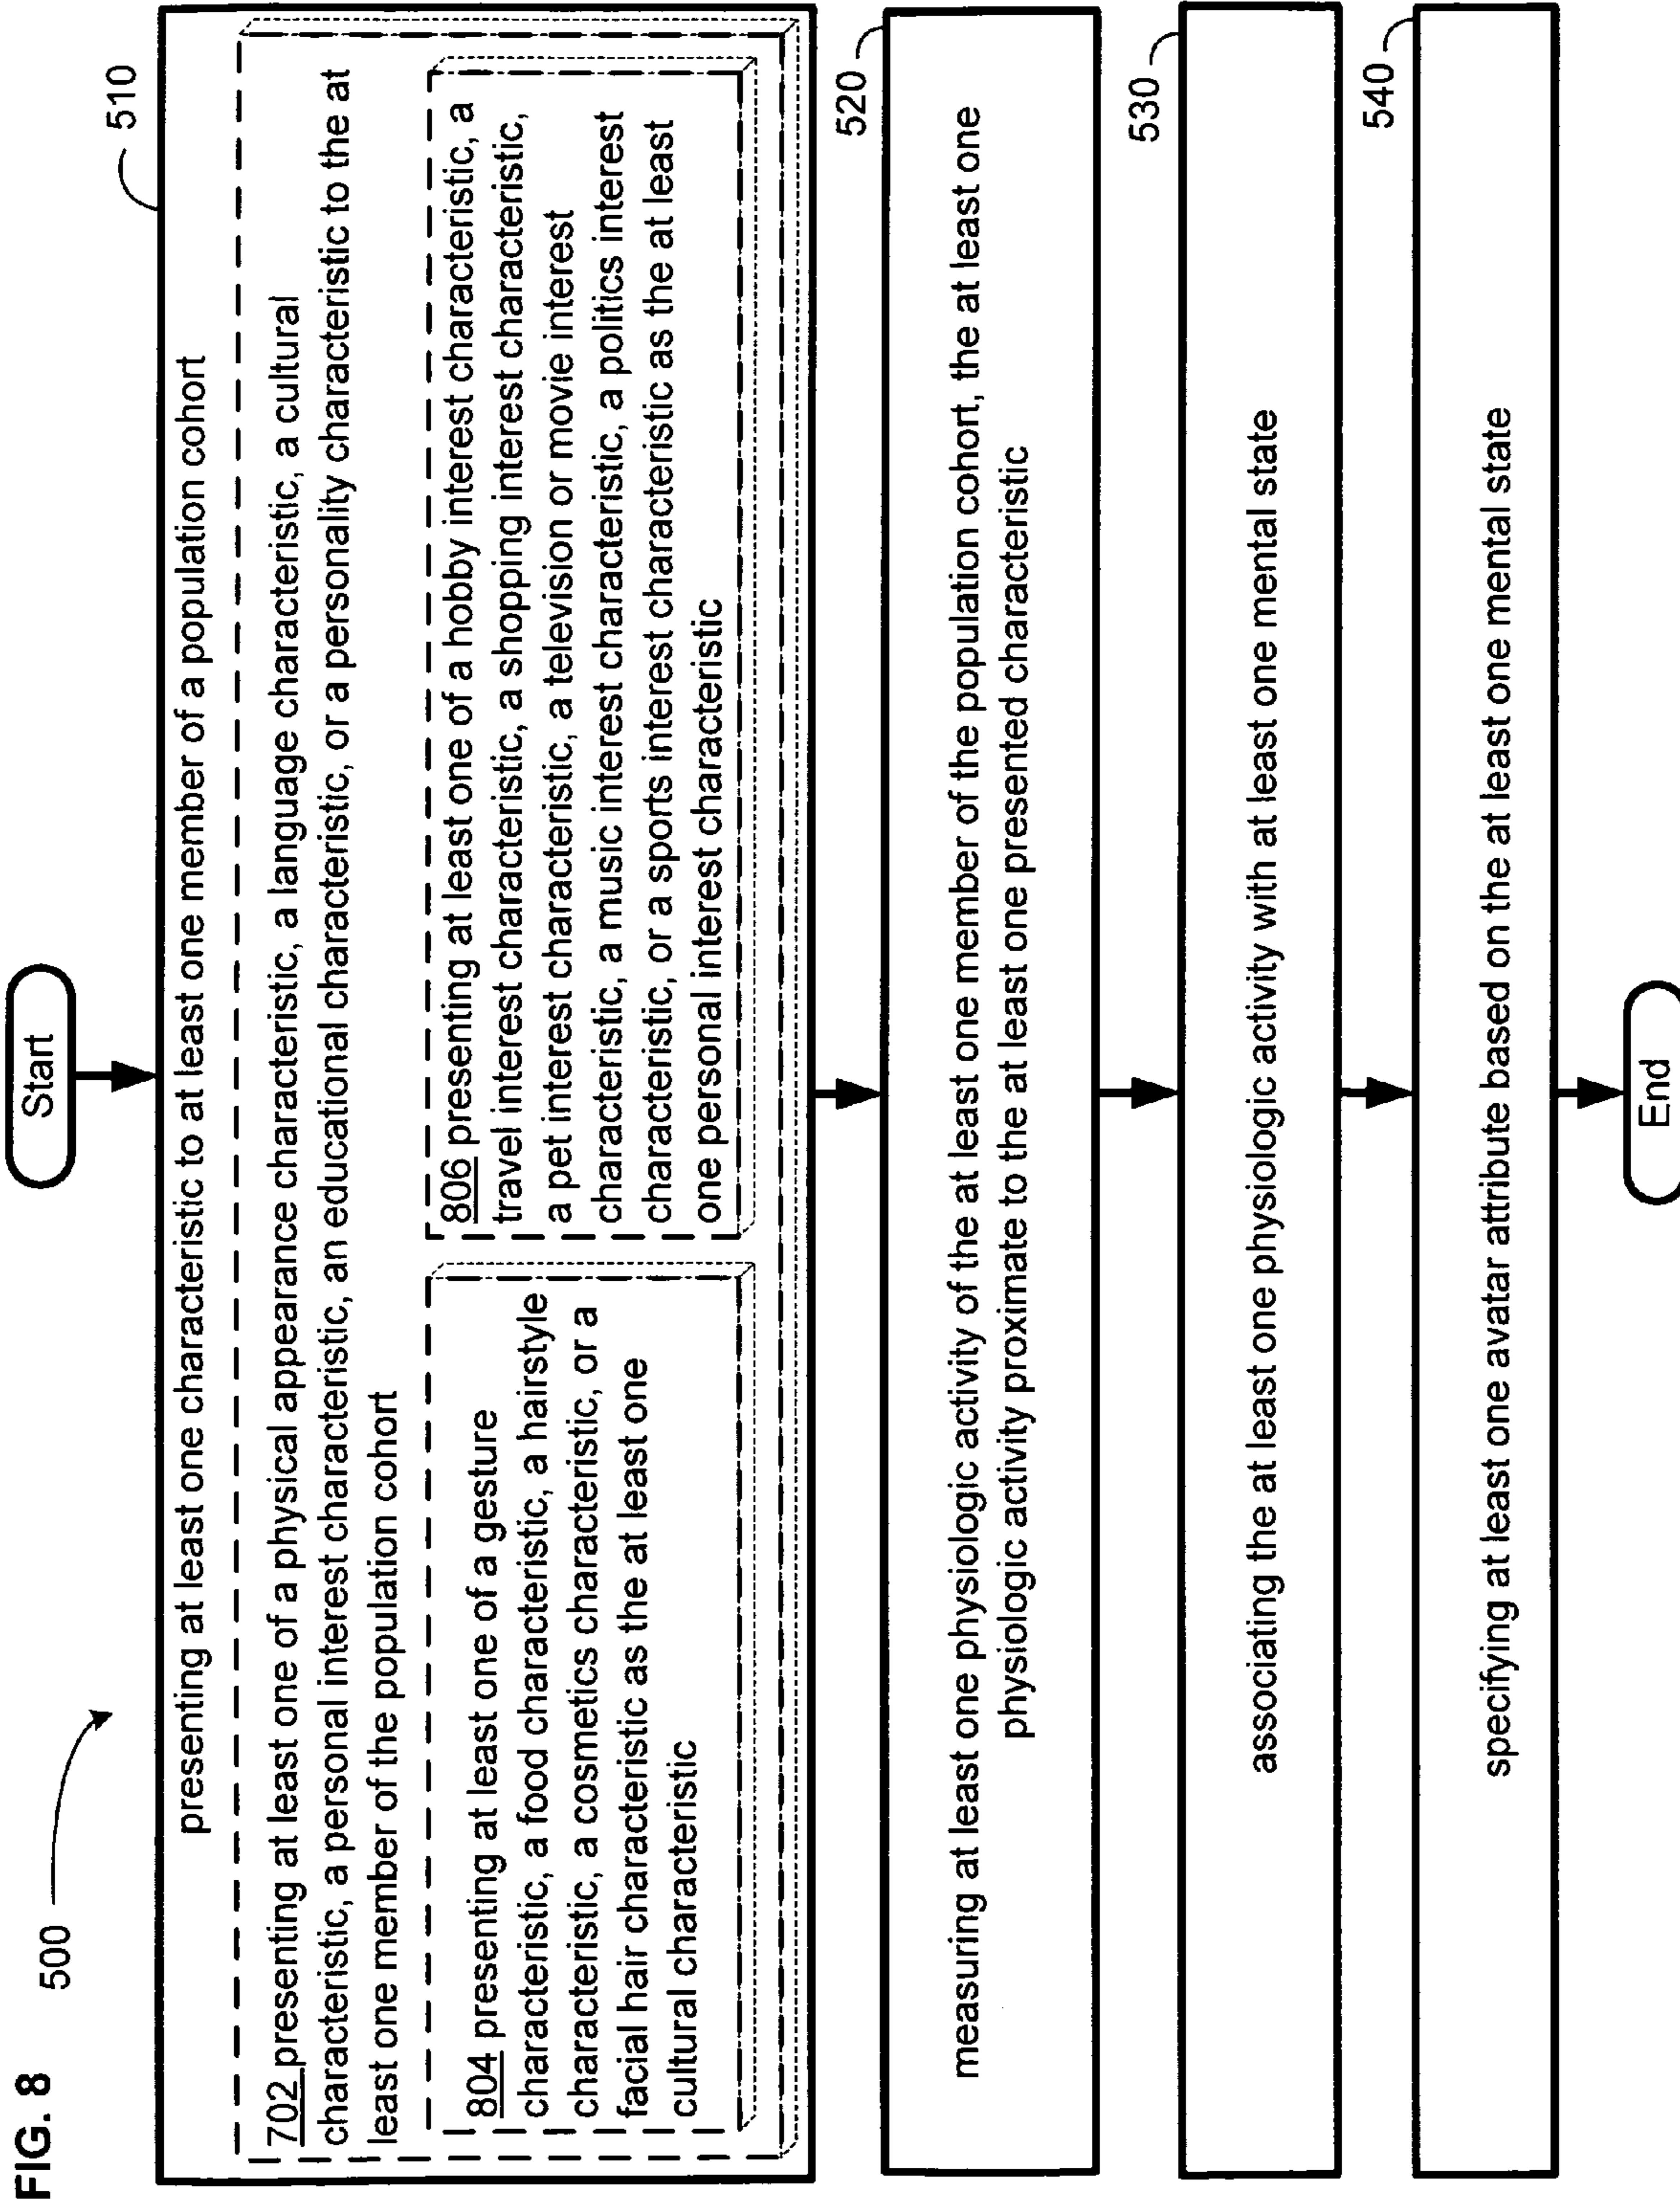 FIG. 8
500
Start
510
presenting at least one characteristic to at least one member of a population cohort
702 presenting at least one of a physical appearance characteristic, a language characteristic, a cultural
characteristic, a personal interest characteristic, an educational characteristic, or a personality characteristic to the at
least one member of the population cohort
804 presenting at least one of a gesture
characteristic, a food characteristic, a hairstyle
characteristic, a cosmetics characteristic, or a
facial hair characteristic as the at least one
cultural characteristic
806 presenting at least one of a hobby interest characteristic, a
travel interest characteristic, a shopping interest characteristic,
a pet interest characteristic, a television or movie interest
characteristic, a music interest characteristic, a politics interest
characteristic, or a sports interest characteristic as the at least
one personal interest characteristic
520
measuring at least one physiologic activity of the at least one member of the population cohort, the at least one
physiologic activity proximate to the at least one presented characteristic
530
associating the at least one physiologic activity with at least one mental state
540
specifying at least one avatar attribute based on the at least one mental state
End